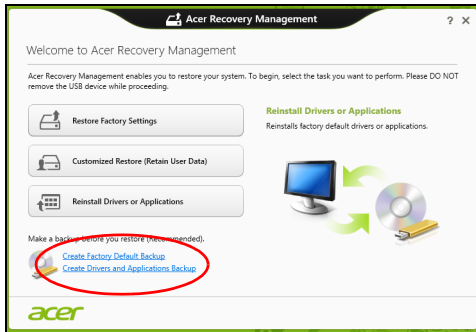 Acer Recovery Management
? X
Welcome to Acer Recovery Management
Acer Recovery Management enables you to restore your system. To begin, select the task you want to perform. Please DO NOT
remove the USB device while proceeding.
Restore Factory Settings
Customized Restore (Retain User Data)
Reinstall Drivers or Applications
Reinstall Drivers or Applications
Reinstalls factory default drivers or applications.
Make a backup before you restore (Recommended).
Create Factory Default Backup
Create Drivers and Applications Backup
acer